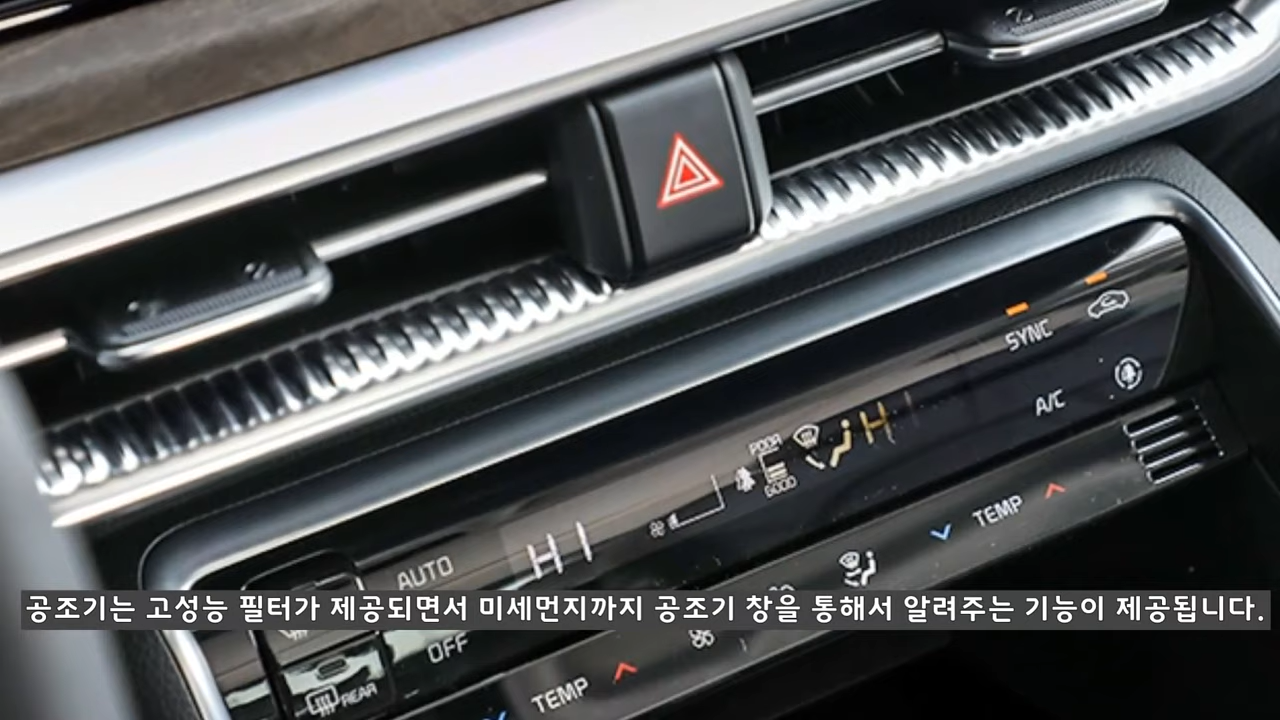 SYNC
A/C
POOR
GOOD
HI
HI
TEMP
AUTO
공조기는 고성능 필터가 제공되면서 미세먼지까지 공조기 창을 통해서 알려주는 기능이 제공됩니다.
OFF
TEMP
REAR